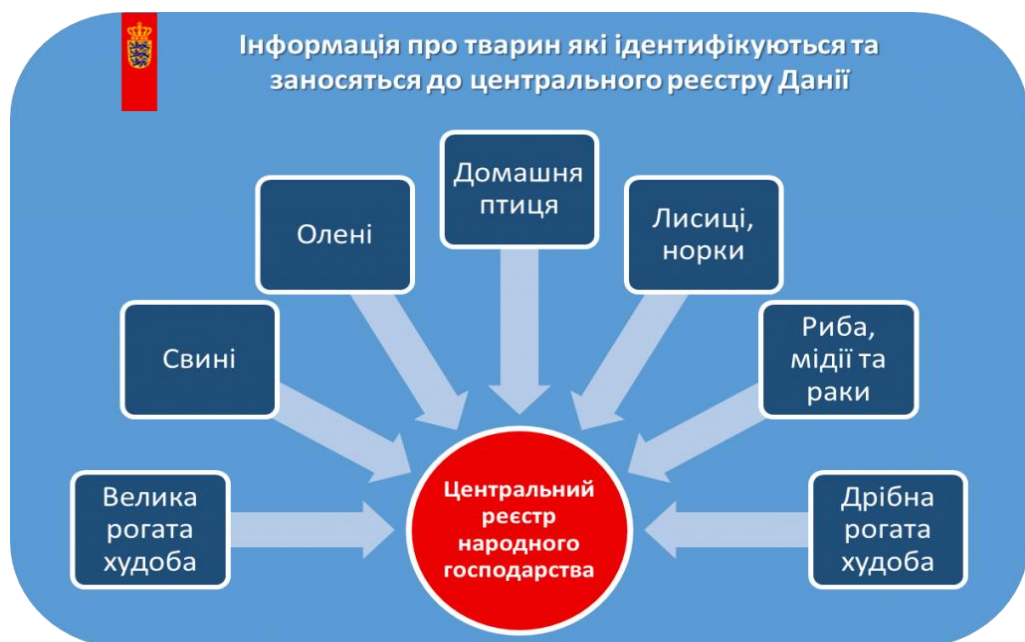 Інформація про тварин які ідентифікуються та
заносяться до центрального реєстру Данії
Домашня
птиця
Олені
Лисиці,
норки
Свині
Риба,
мідії та
раки
Велика
рогата
худоба
Центральний
реєстр
народного
господарства
Дрібна
рогата
худоба